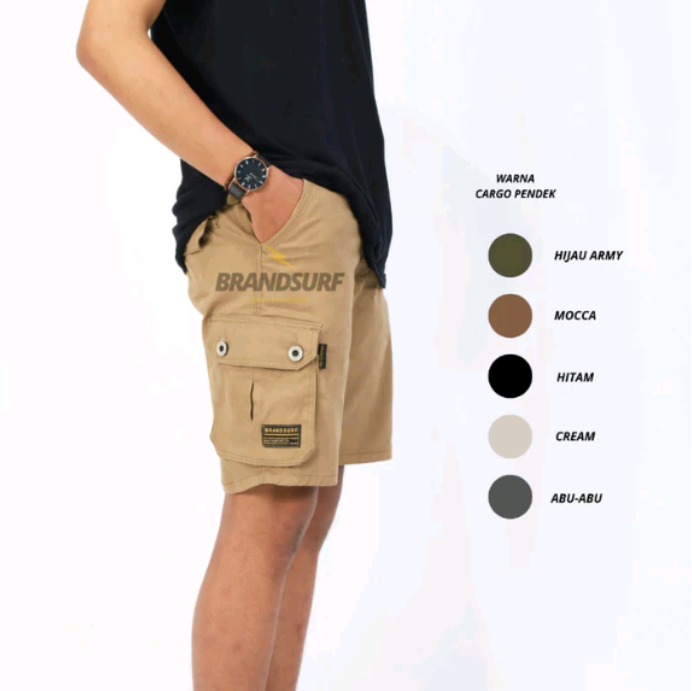 WARNA
CARGO PENDEK
HIJAU ARMY
BRANDSURF
MOCCA
HITAM
BRANDSURF
CREAM
ABU-ABU